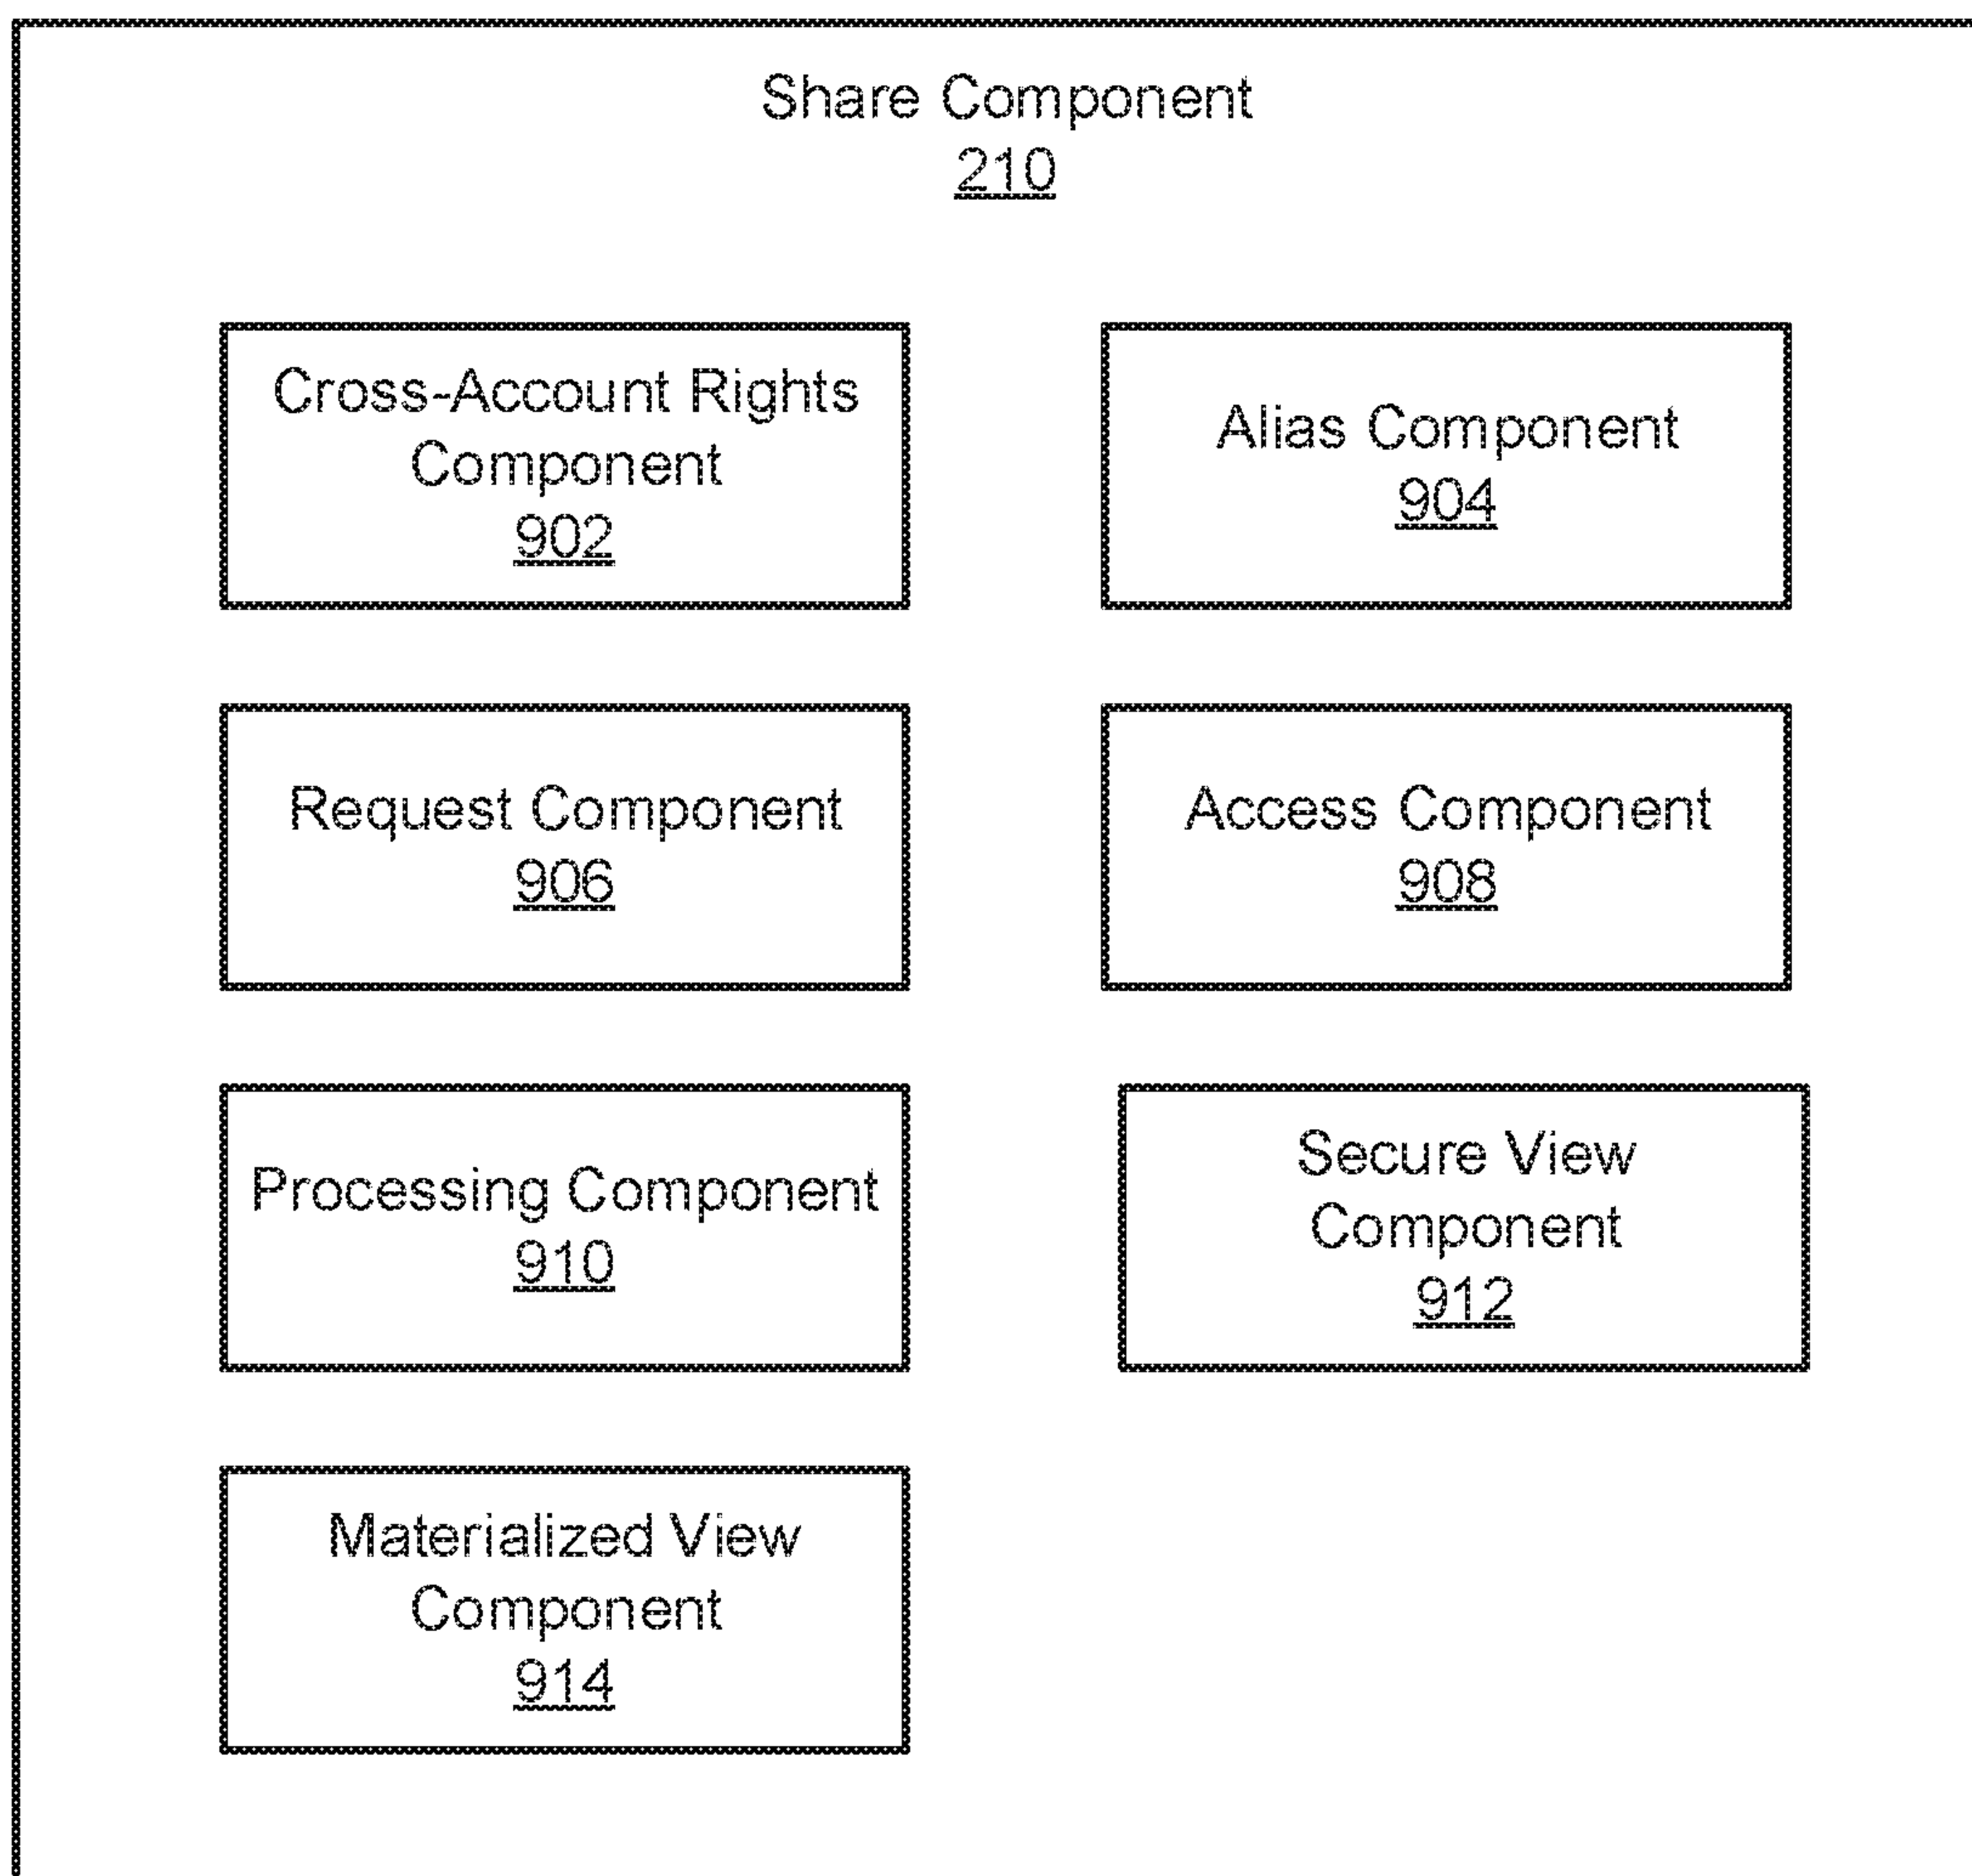 Share Component
210
Cross-Account Rights
Component
902
Alias Component
904
Request Component
906
Access Component
908
Processing Component
910
Secure View
Component
912
Materialized View
Component
914